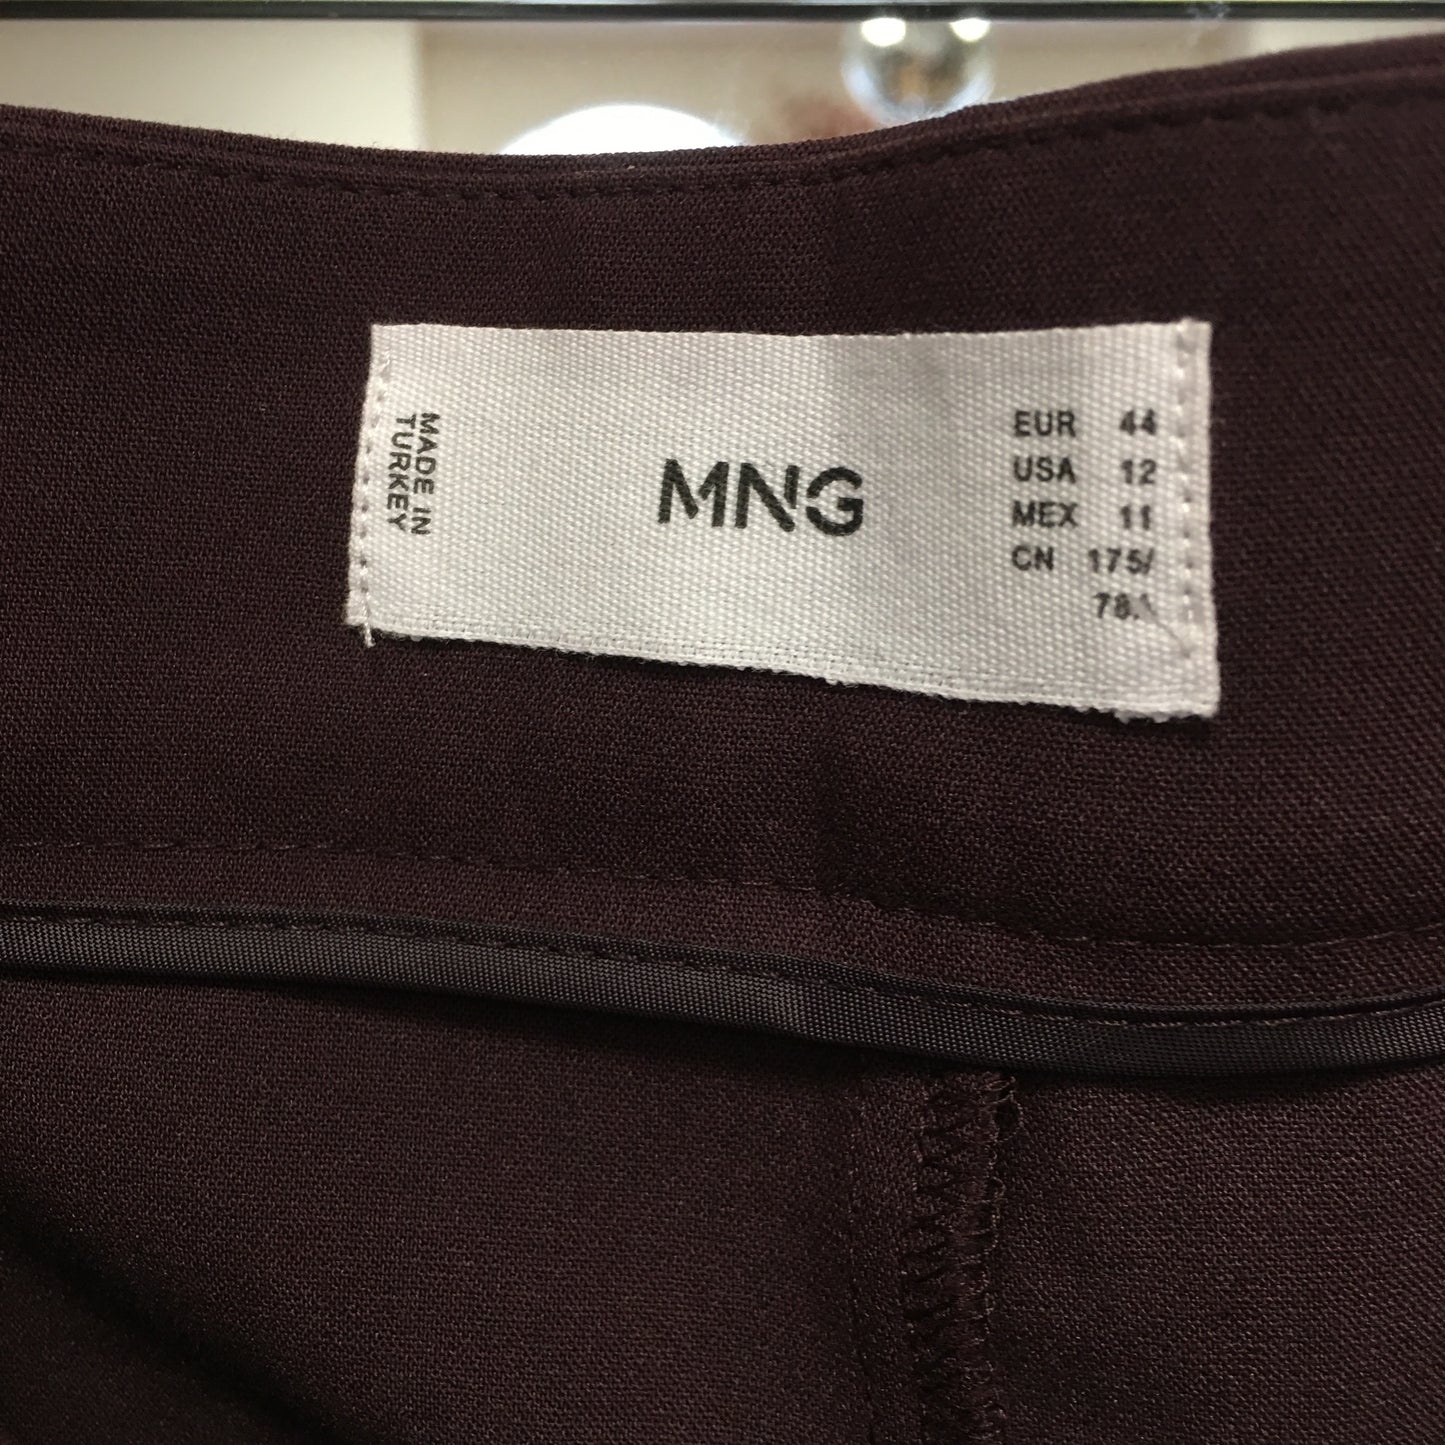 MADE IN
TURKEY
MNG
EUR 44
USA 12
MEX 11
CN 175/